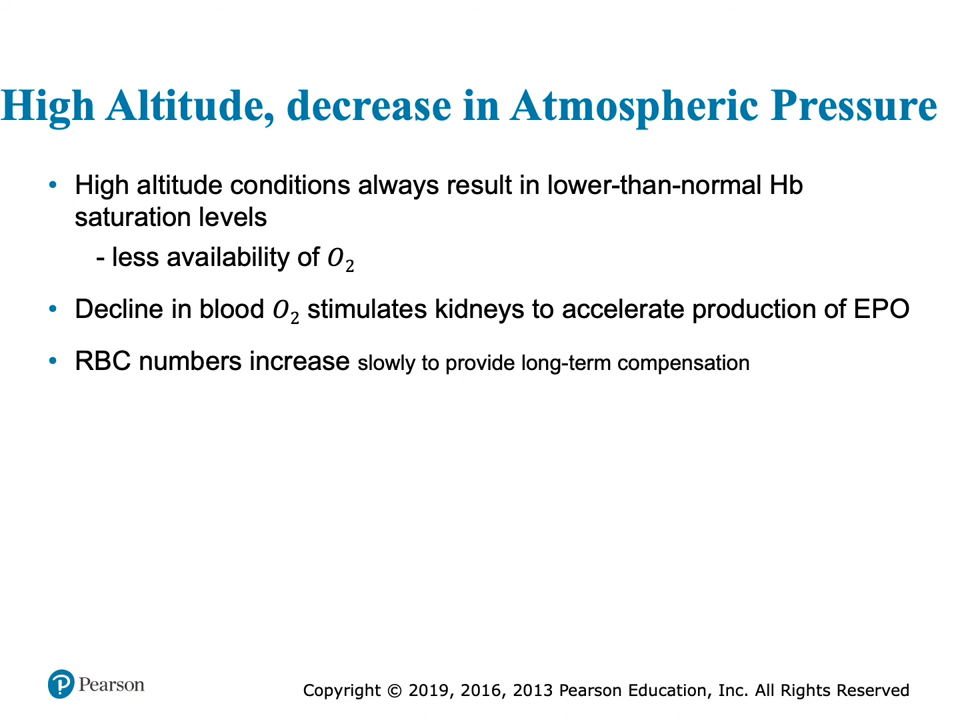 High Altitude, decrease in Atmospheric Pressure
• High altitude conditions always result in lower-than-normal Hb
saturation levels
- less availability of O₂
• Decline in blood O₂ stimulates kidneys to accelerate production of EPO
• RBC numbers increase slowly to provide long-term compensation
P Pearson
Copyright © 2019, 2016, 2013 Pearson Education, Inc. All Rights Reserved